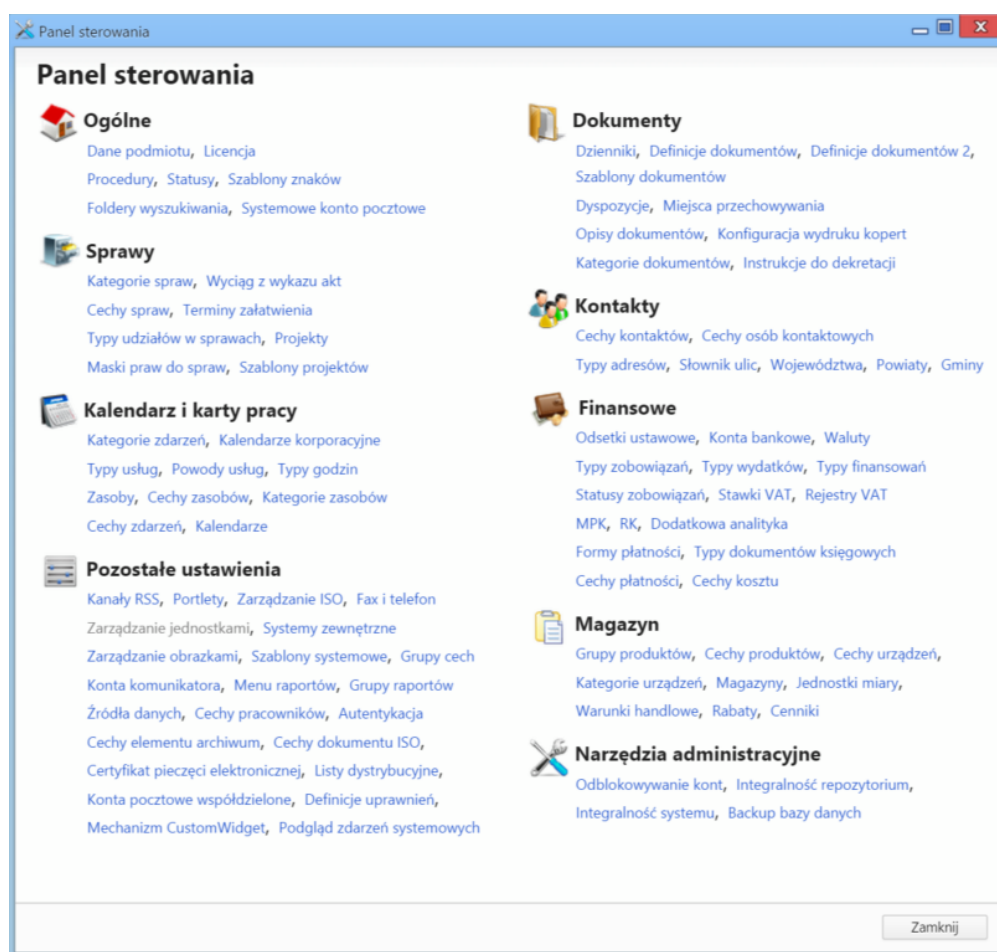 Panel sterowania
Panel sterowania
Ogólne
Dane podmiotu, Licencja
Procedury, Statusy, Szablony znaków
Foldery wyszukiwania, Systemowe konto pocztowe
Sprawy
Kategorie spraw, Wyciąg z wykazu akt
Cechy spraw, Terminy załatwienia
Typy udziałów w sprawach, Projekty
Maski praw do spraw, Szablony projektów
Kalendarz i karty pracy
Kategorie zdarzeń, Kalendarze korporacyjne
Typy usług, Powody usług, Typy godzin
Zasoby, Cechy zasobów, Kategorie zasobów
Cechy zdarzeń, Kalendarze
Pozostałe ustawienia
Kanały RSS, Portlety, Zarządzanie ISO, Fax i telefon
Zarządzanie jednostkami, Systemy zewnętrzne
Zarządzanie obrazkami, Szablony systemowe, Grupy cech
Konta komunikatora, Menu raportów, Grupy raportów
Źródła danych, Cechy pracowników, Autentykacja
Cechy elementu archiwum, Cechy dokumentu ISO,
Certyfikat pieczęci elektronicznej, Listy dystrybucyjne,
Konta pocztowe współdzielone, Definicje uprawnień,
Mechanizm CustomWidget, Podgląd zdarzeń systemowych
Dokumenty
Dzienniki, Definicje dokumentów, Definicje dokumentów 2,
Szablony dokumentów
Dyspozycje, Miejsca przechowywania
Opisy dokumentów, Konfiguracja wydruku kopert
Kategorie dokumentów, Instrukcje do dekretacji
Kontakty
Cechy kontaktów, Cechy osób kontaktowych
Typy adresów, Słownik ulic, Województwa, Powiaty, Gminy
Finansowe
Odsetki ustawowe, Konta bankowe, Waluty
Typy zobowiązań, Typy wydatków, Typy finansowań
Statusy zobowiązań, Stawki VAT, Rejestry VAT
MPK, RK, Dodatkowa analityka
Formy płatności, Typy dokumentów księgowych
Cechy płatności, Cechy kosztu
Magazyn
Grupy produktów, Cechy produktów, Cechy urządzeń,
Kategorie urządzeń, Magazyny, Jednostki miary,
Warunki handlowe, Rabaty, Cenniki
Narzędzia administracyjne
Odblokowywanie kont, Integralność repozytorium,
Integralność systemu, Backup bazy danych
Zamknij